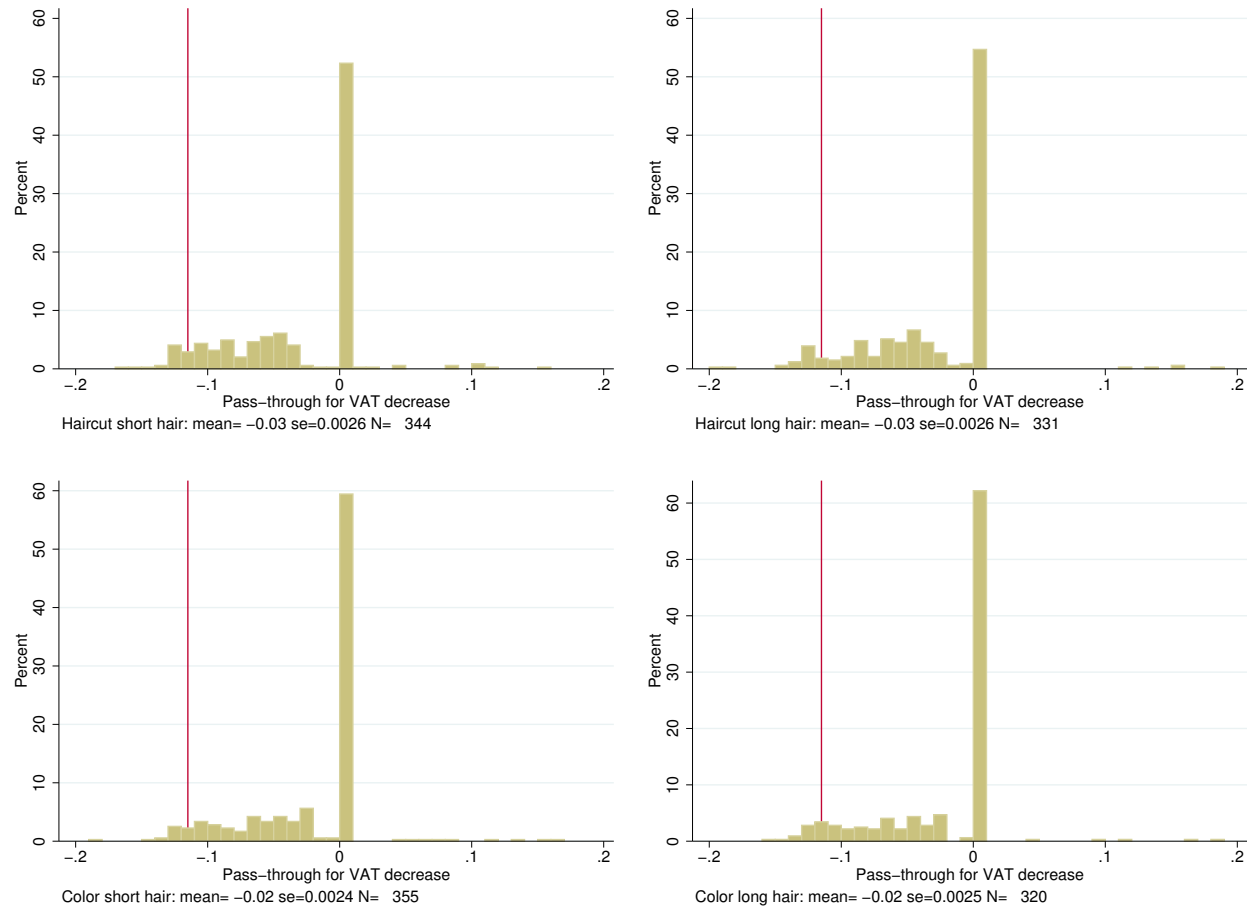 60
50
40
30
20
10
0
Percent
−.2 −.1 0 .1 .2
Pass−through for VAT decrease
Haircut short hair: mean= −0.03 se=0.0026 N= 344
60
50
40
30
20
10
0
Percent
−.2 −.1 0 .1 .2
Pass−through for VAT decrease
Haircut long hair: mean= −0.03 se=0.0026 N= 331
60
50
40
30
20
10
0
Percent
−.2 −.1 0 .1 .2
Pass−through for VAT decrease
Color short hair: mean= −0.02 se=0.0024 N= 355
60
50
40
30
20
10
0
Percent
−.2 −.1 0 .1 .2
Pass−through for VAT decrease
Color long hair: mean= −0.02 se=0.0025 N= 320